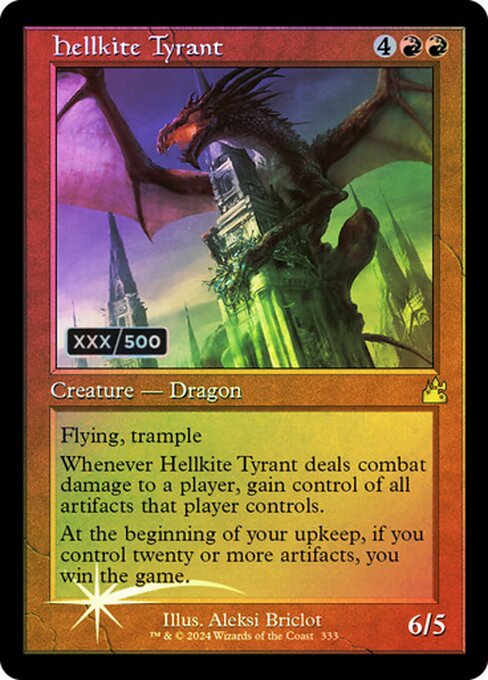 Hellkite Tyrant 4
XXX/500
Creature — Dragon
Flying, trample
Whenever Hellkite Tyrant deals combat
damage to a player, gain control of all
artifacts that player controls.
At the beginning of your upkeep, if you
control twenty or more artifacts, you
win the game.
Illus. Aleksi Briclot
™ & © 2024 Wizards of the Coast 333
6/5